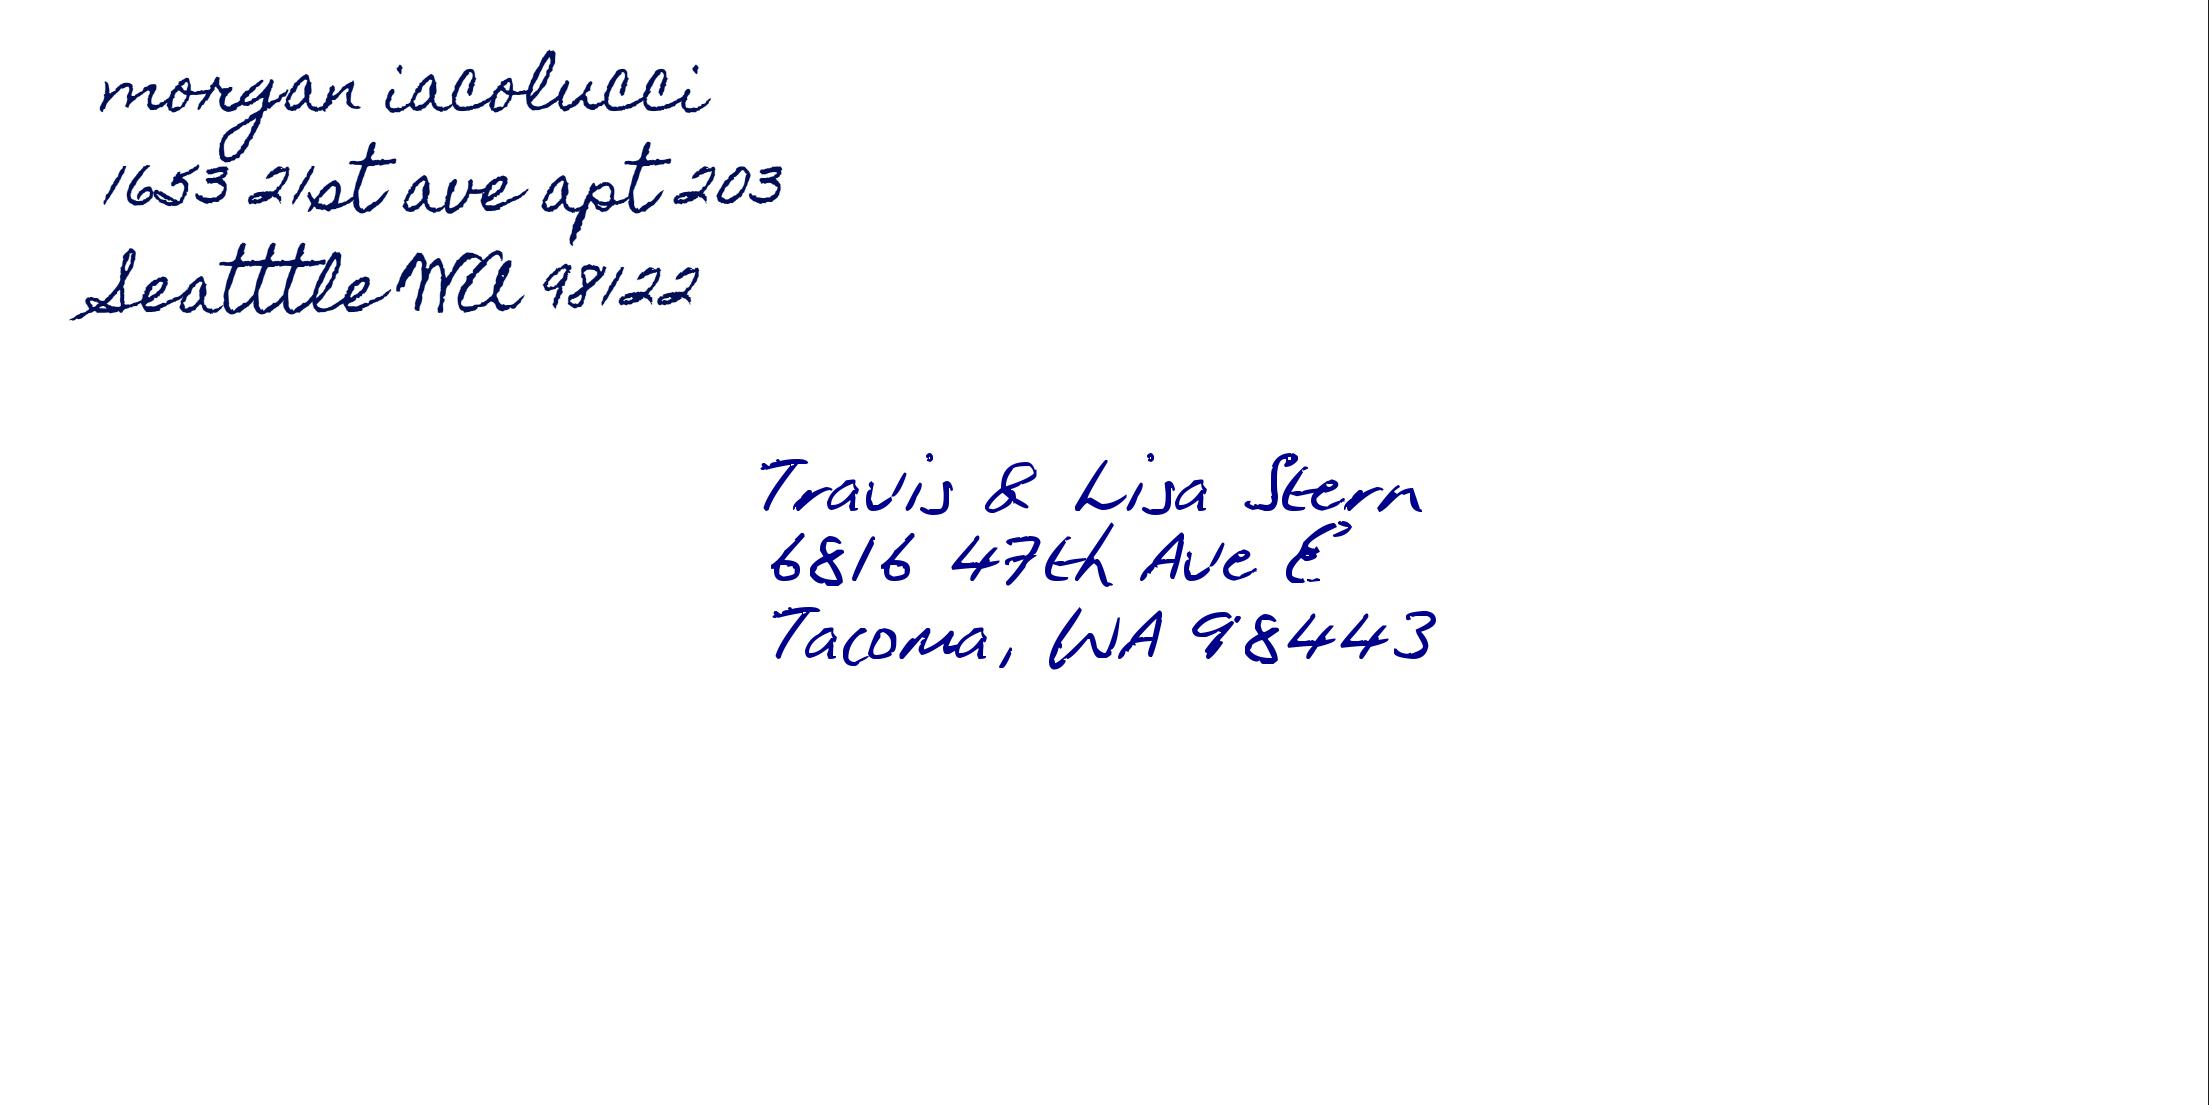 morgan iacolucci
1653 21st ave apt 203
Seatttle WA 98122
Travis & Lisa Stern
6816 47th Ave E
Tacoma, WA 98443